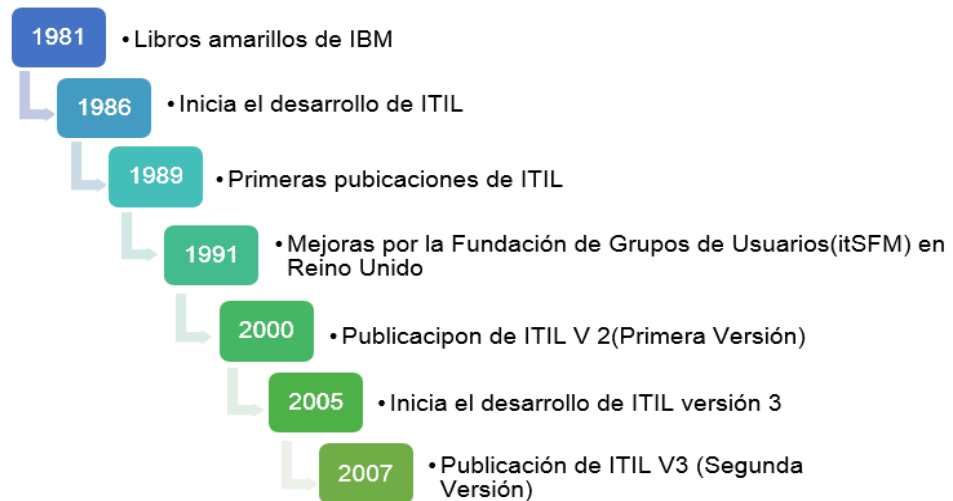 1981
• Libros amarillos de IBM
1986
• Inicia el desarrollo de ITIL
1989
• Primeras pubicaciones de ITIL
1991
• Mejoras por la Fundación de Grupos de Usuarios(itSFM) en
Reino Unido
2000
• Publicacipon de ITIL V 2(Primera Versión)
2005
• Inicia el desarrollo de ITIL versión 3
2007
• Publicación de ITIL V3 (Segunda
Versión)